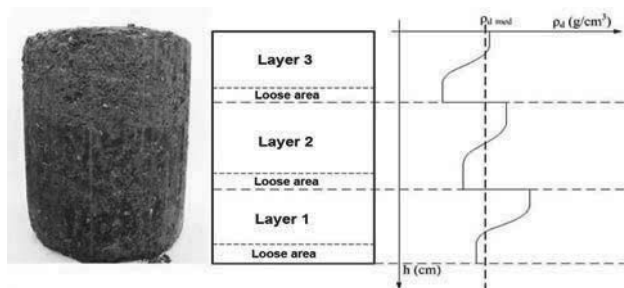 ρd med
ρd (g/cm³)
Layer 3
Loose area
Layer 2
Loose area
Layer 1
Loose area
h (cm)